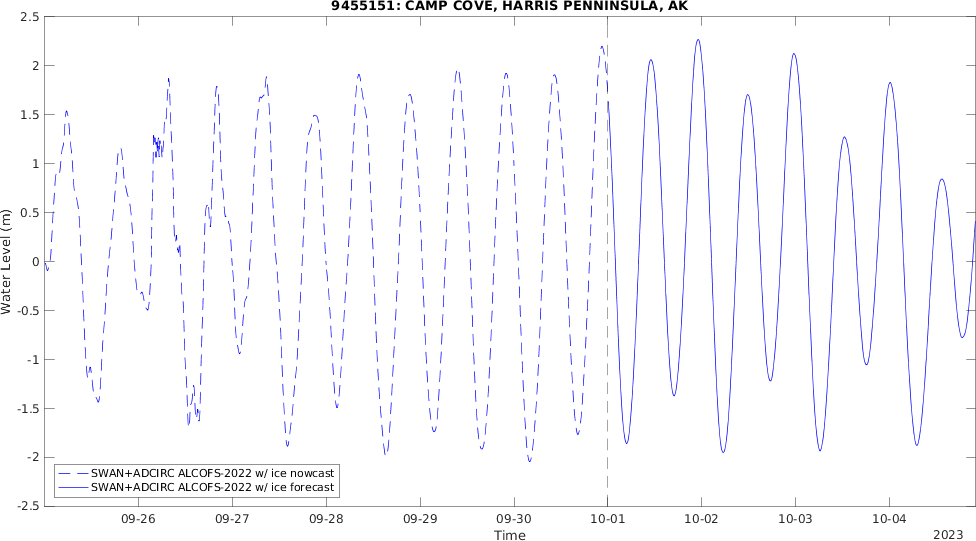 9455151: CAMP COVE, HARRIS PENNINSULA, AK
2.5
2
1.5
1
0.5
0
-0.5
-1
-1.5
-2
-2.5
Water Level (m)
SWAN+ADCIRC ALCOFS-2022 w/ ice nowcast
SWAN+ADCIRC ALCOFS-2022 w/ ice forecast
09-26 09-27 09-28 09-29 09-30 10-01 10-02 10-03 10-04
Time
2023